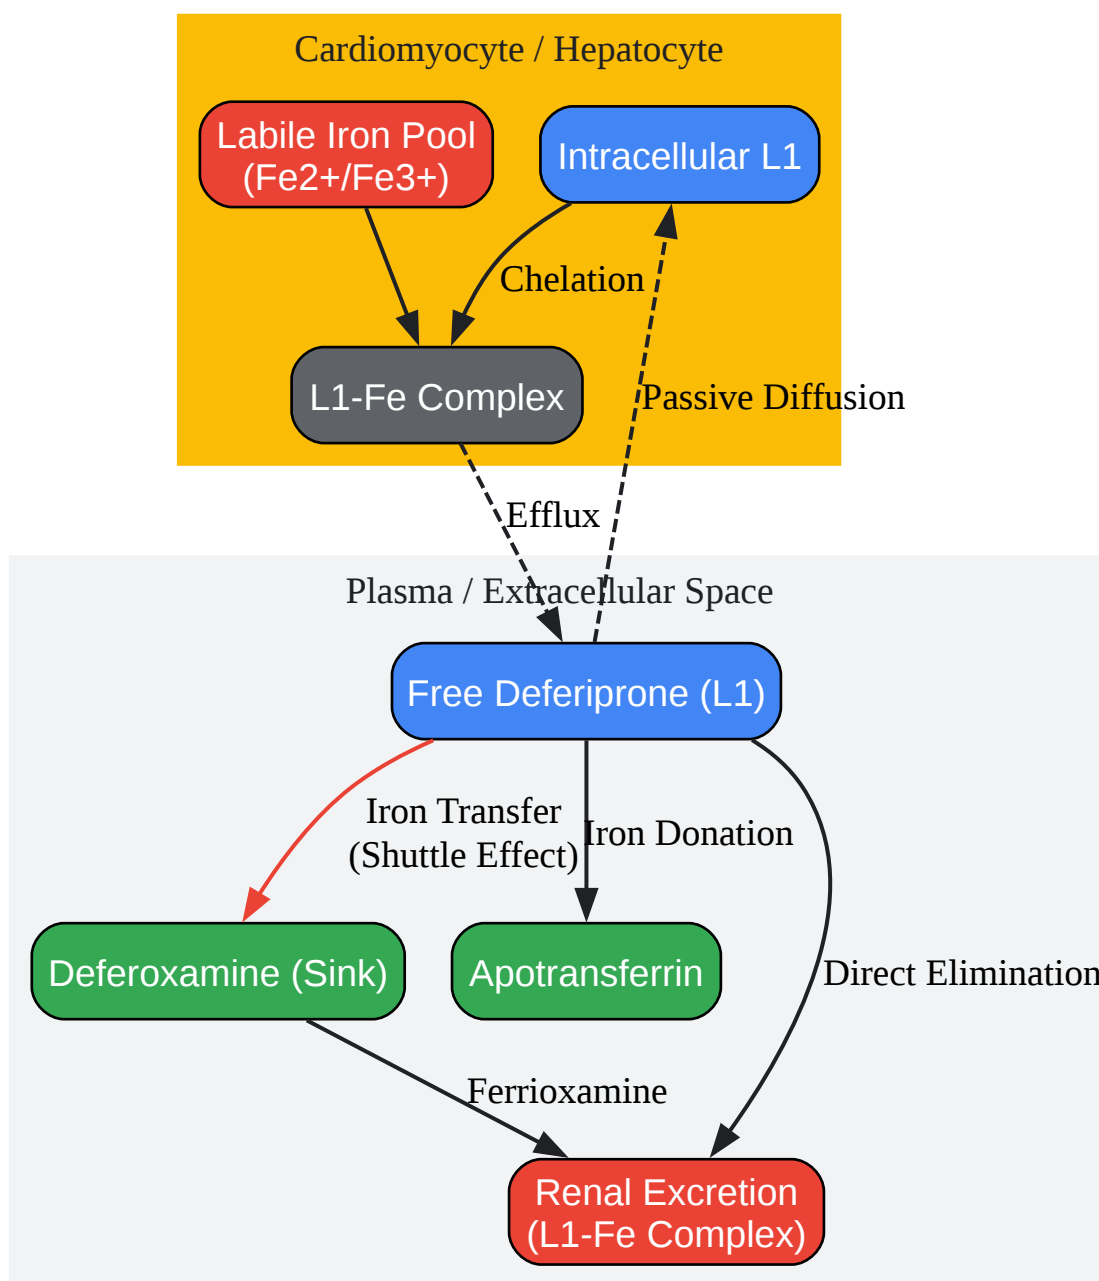 Cardiomyocyte / Hepatocyte
Labile Iron Pool
(Fe2+/Fe3+)
Intracellular L1
Chelation
L1-Fe Complex
Passive Diffusion
Efflux
Plasma / Extracellular Space
Free Deferiprone (L1)
Iron Transfer
(Shuttle Effect)
Iron Donation
Deferoxamine (Sink)
Apotransferrin
Direct Elimination
Ferrioxamine
Renal Excretion
(L1-Fe Complex)